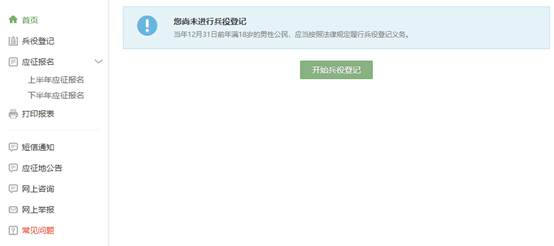 首页
兵役登记
应征报名
上半年应征报名
下半年应征报名
打印报表
短信通知
应征地公告
网上咨询
网上举报
常见问题
您尚未进行兵役登记
当年12月31日前年满18岁的男性公民、应当按照法律规定履行兵役登记义务。
开始兵役登记